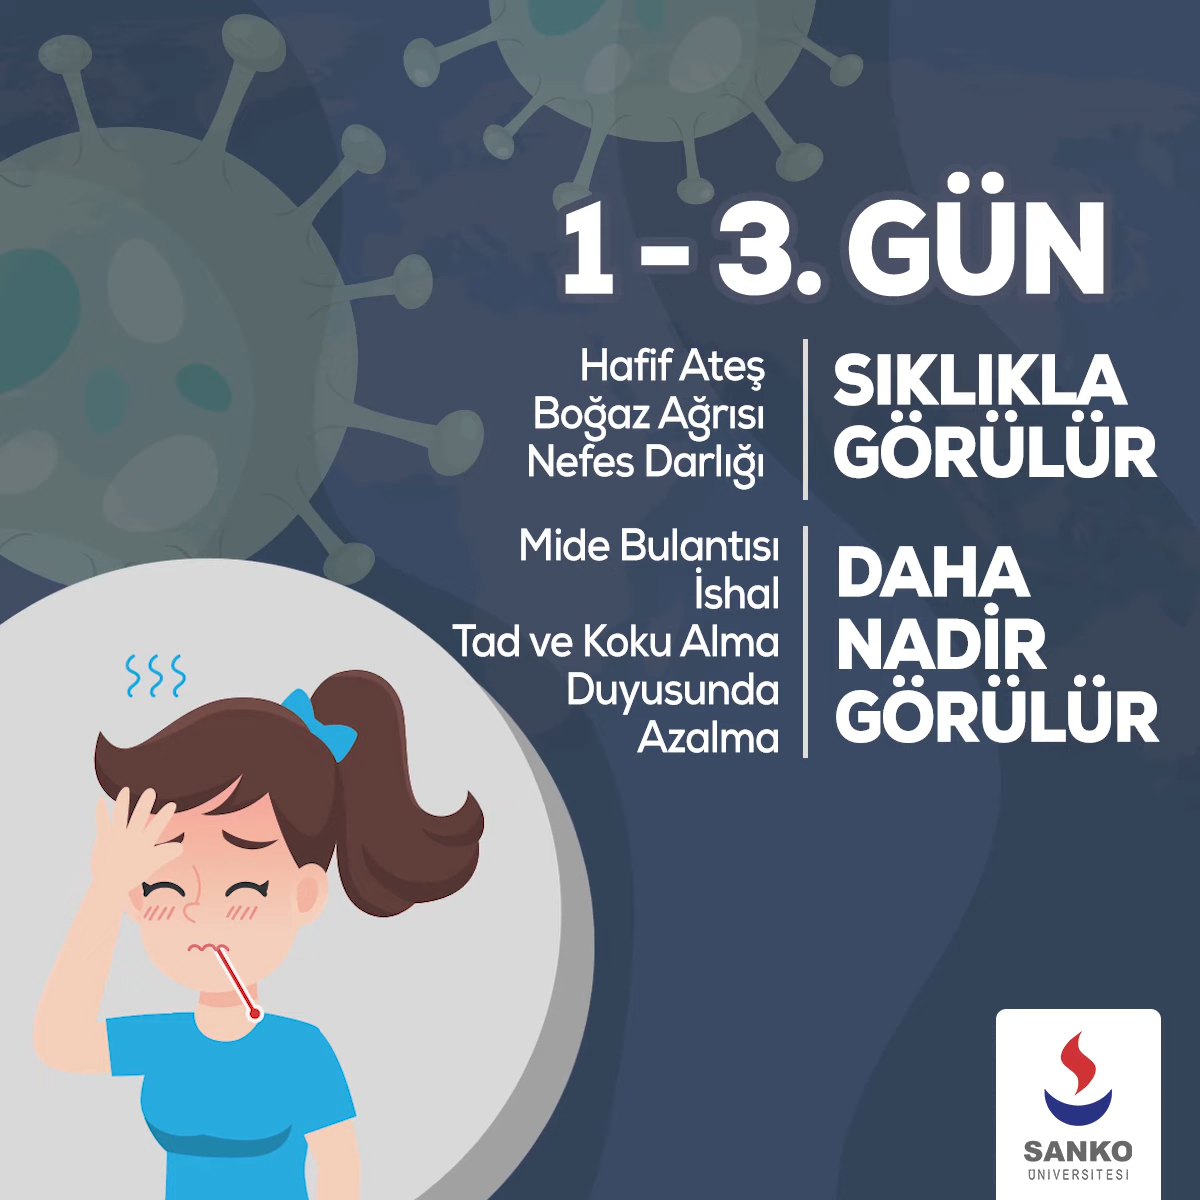 1 - 3. GÜN
Hafif Ateş
Boğaz Ağrısı
Nefes Darlığı
SIKLIKLA
GÖRÜLÜR
Mide Bulantısı
İshal
Tad ve Koku Alma
Duyusunda
Azalma
DAHA
NADİR
GÖRÜLÜR
SANKO
ÜNİVERSİTESİ